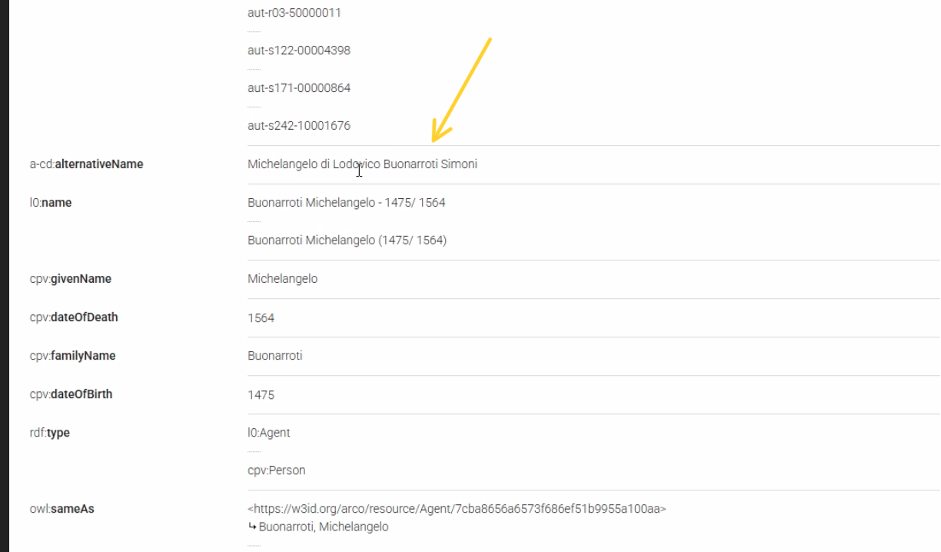 aut-r03-50000011
aut-s122-00004398
aut-s171-00000864
aut-s242-10001676
a-cd:alternativeName Michelangelo di Lodovico Buonarroti Simoni
l0:name Buonarroti Michelangelo - 1475/ 1564
Buonarroti Michelangelo (1475/ 1564)
cpv:givenName Michelangelo
cpv:dateOfDeath 1564
cpv:familyName Buonarroti
cpv:dateOfBirth 1475
rdf:type l0:Agent
cpv:Person
owl:sameAs <https://w3id.org/arco/resource/Agent/7cba8656a6573f686ef51b9955a100aa>
↳ Buonarroti, Michelangelo